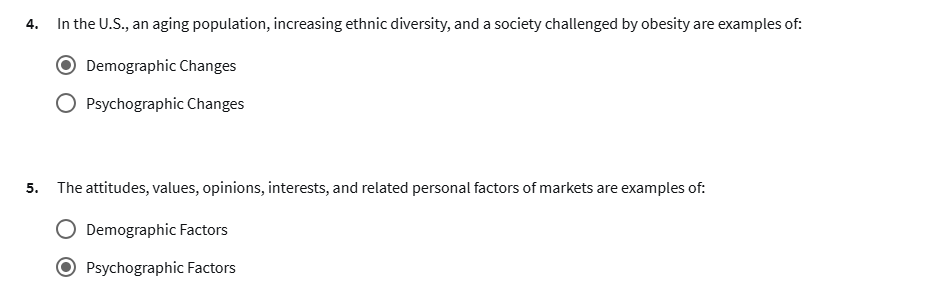 4. In the U.S., an aging population, increasing ethnic diversity, and a society challenged by obesity are examples of:
Demographic Changes
Psychographic Changes
5. The attitudes, values, opinions, interests, and related personal factors of markets are examples of:
Demographic Factors
Psychographic Factors